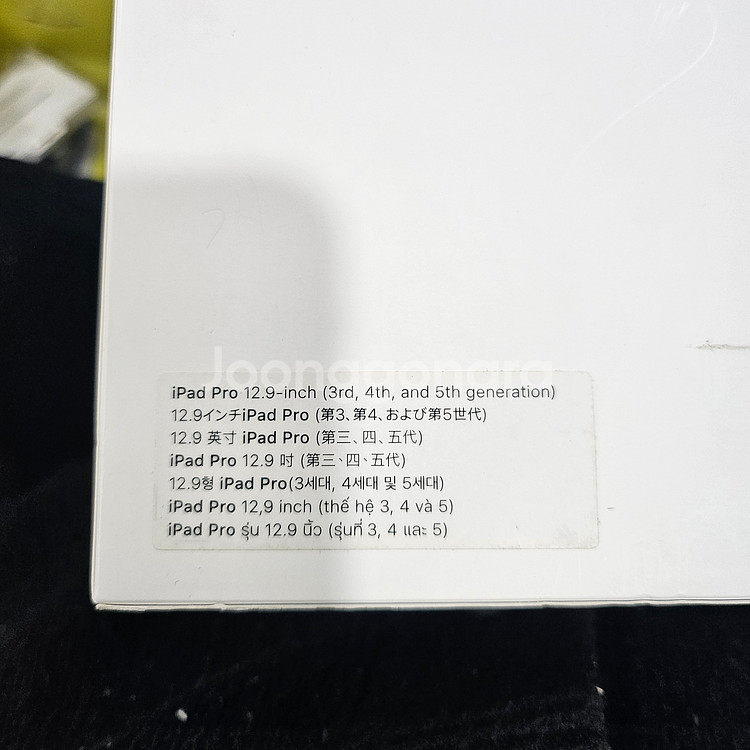 Joonggonara
iPad Pro 12.9-inch (3rd, 4th, and 5th generation)
12.9インチiPad Pro (第3、第4、および第5世代)
12.9 英寸 iPad Pro (第三、四、五代)
iPad Pro 12.9 吋 (第三、四、五代)
12.9형 iPad Pro(3세대, 4세대 및 5세대)
iPad Pro 12,9 inch (thế hệ 3, 4 và 5)
iPad Pro รุ่น 12.9 นิ้ว (รุ่นที่ 3, 4 และ 5)